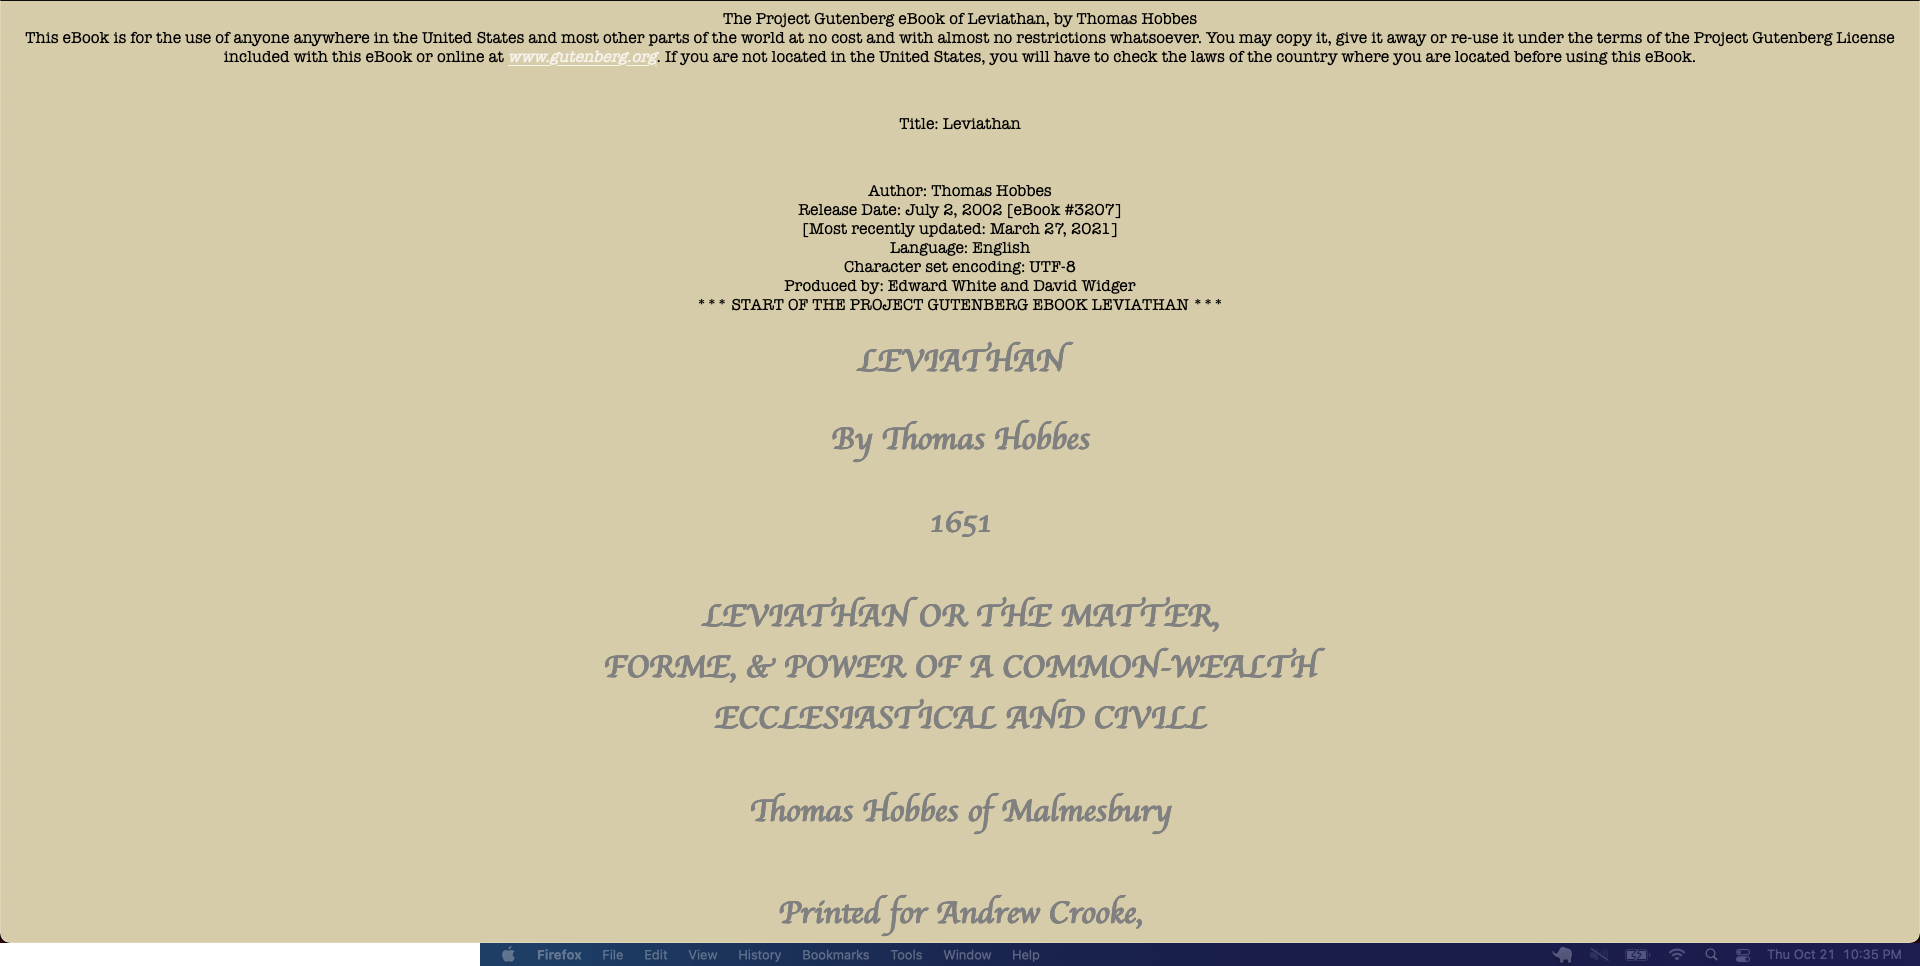 The Project Gutenberg eBook of Leviathan, by Thomas Hobbes
This eBook is for the use of anyone anywhere in the United States and most other parts of the world at no cost and with almost no restrictions whatsoever. You may copy it, give it away or re-use it under the terms of the Project Gutenberg License
included with this eBook or online at www.gutenberg.org. If you are not located in the United States, you will have to check the laws of the country where you are located before using this eBook.
Title: Leviathan
Author: Thomas Hobbes
Release Date: July 2, 2002 [eBook #3207]
[Most recently updated: March 27, 2021]
Language: English
Character set encoding: UTF-8
Produced by: Edward White and David Widger
*** START OF THE PROJECT GUTENBERG EBOOK LEVIATHAN ***
LEVIATHAN
By Thomas Hobbes
1651
LEVIATHAN OR THE MATTER,
FORME, & POWER OF A COMMON-WEALTH
ECCLESIASTICAL AND CIVILL
Thomas Hobbes of Malmesbury
Printed for Andrew Crooke,
Firefox File Edit View History Bookmarks Tools Window Help Thu Oct 21 10:35 PM